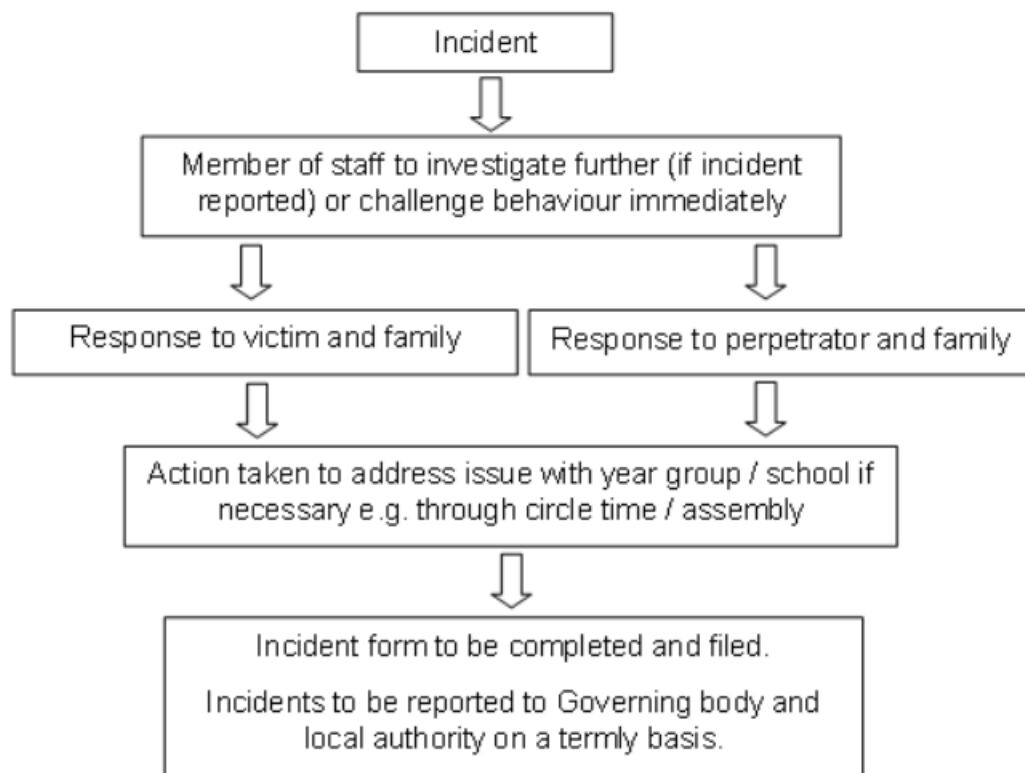 Incident
Member of staff to investigate further (if incident
reported) or challenge behaviour immediately
Response to victim and family
Response to perpetrator and family
Action taken to address issue with year group / school if
necessary e.g. through circle time / assembly
Incident form to be completed and filed.
Incidents to be reported to Governing body and
local authority on a termly basis.